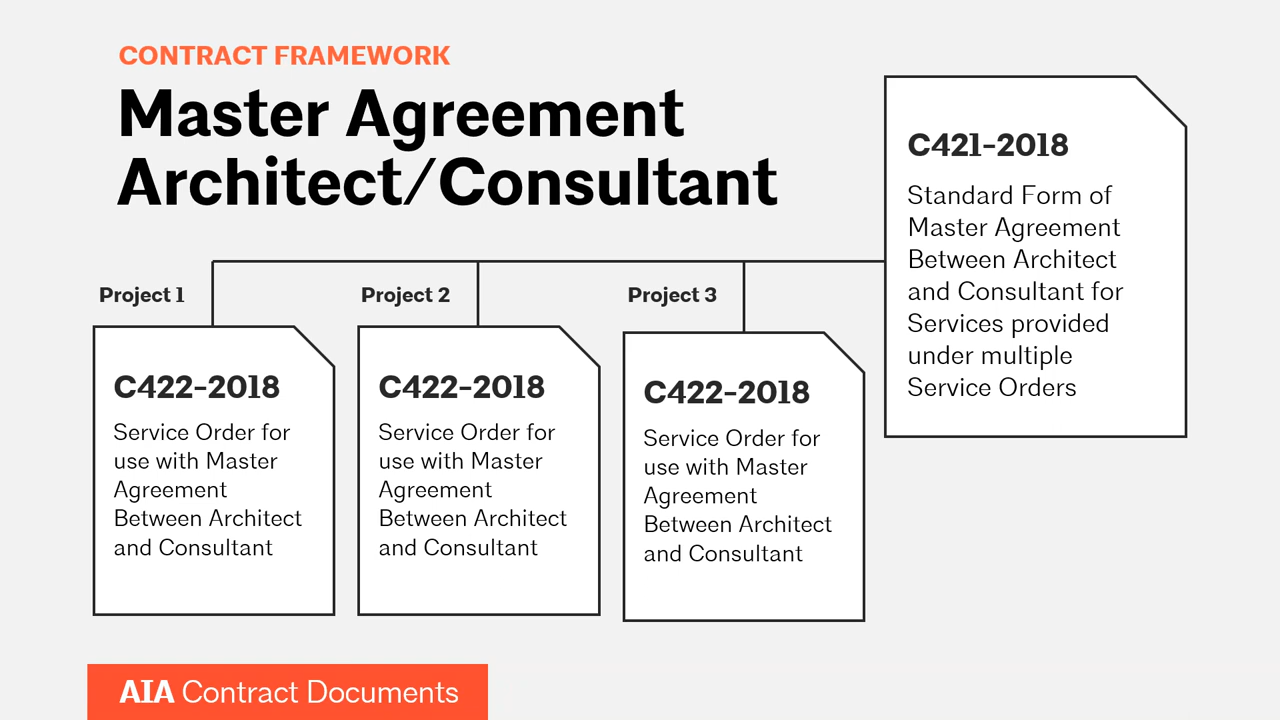 CONTRACT FRAMEWORK
Master Agreement
Architect/Consultant
C421-2018
Standard Form of
Master Agreement
Between Architect
and Consultant for
Services provided
under multiple
Service Orders
Project 1
C422-2018
Service Order for
use with Master
Agreement
Between Architect
and Consultant
Project 2
C422-2018
Service Order for
use with Master
Agreement
Between Architect
and Consultant
Project 3
C422-2018
Service Order for
use with Master
Agreement
Between Architect
and Consultant
AIA Contract Documents